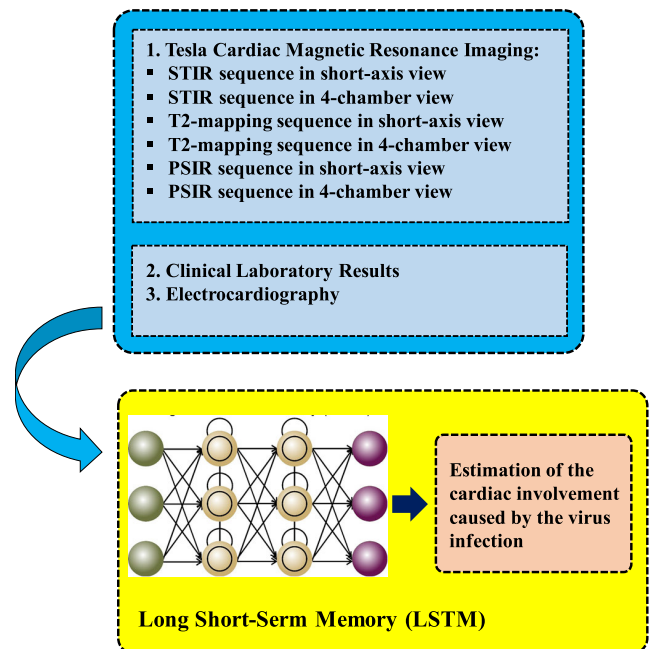 1. Tesla Cardiac Magnetic Resonance Imaging:
▪ STIR sequence in short-axis view
▪ STIR sequence in 4-chamber view
▪ T2-mapping sequence in short-axis view
▪ T2-mapping sequence in 4-chamber view
▪ PSIR sequence in short-axis view
▪ PSIR sequence in 4-chamber view
2. Clinical Laboratory Results
3. Electrocardiography
Estimation of the
cardiac involvement
caused by the virus
infection
Long Short-Serm Memory (LSTM)